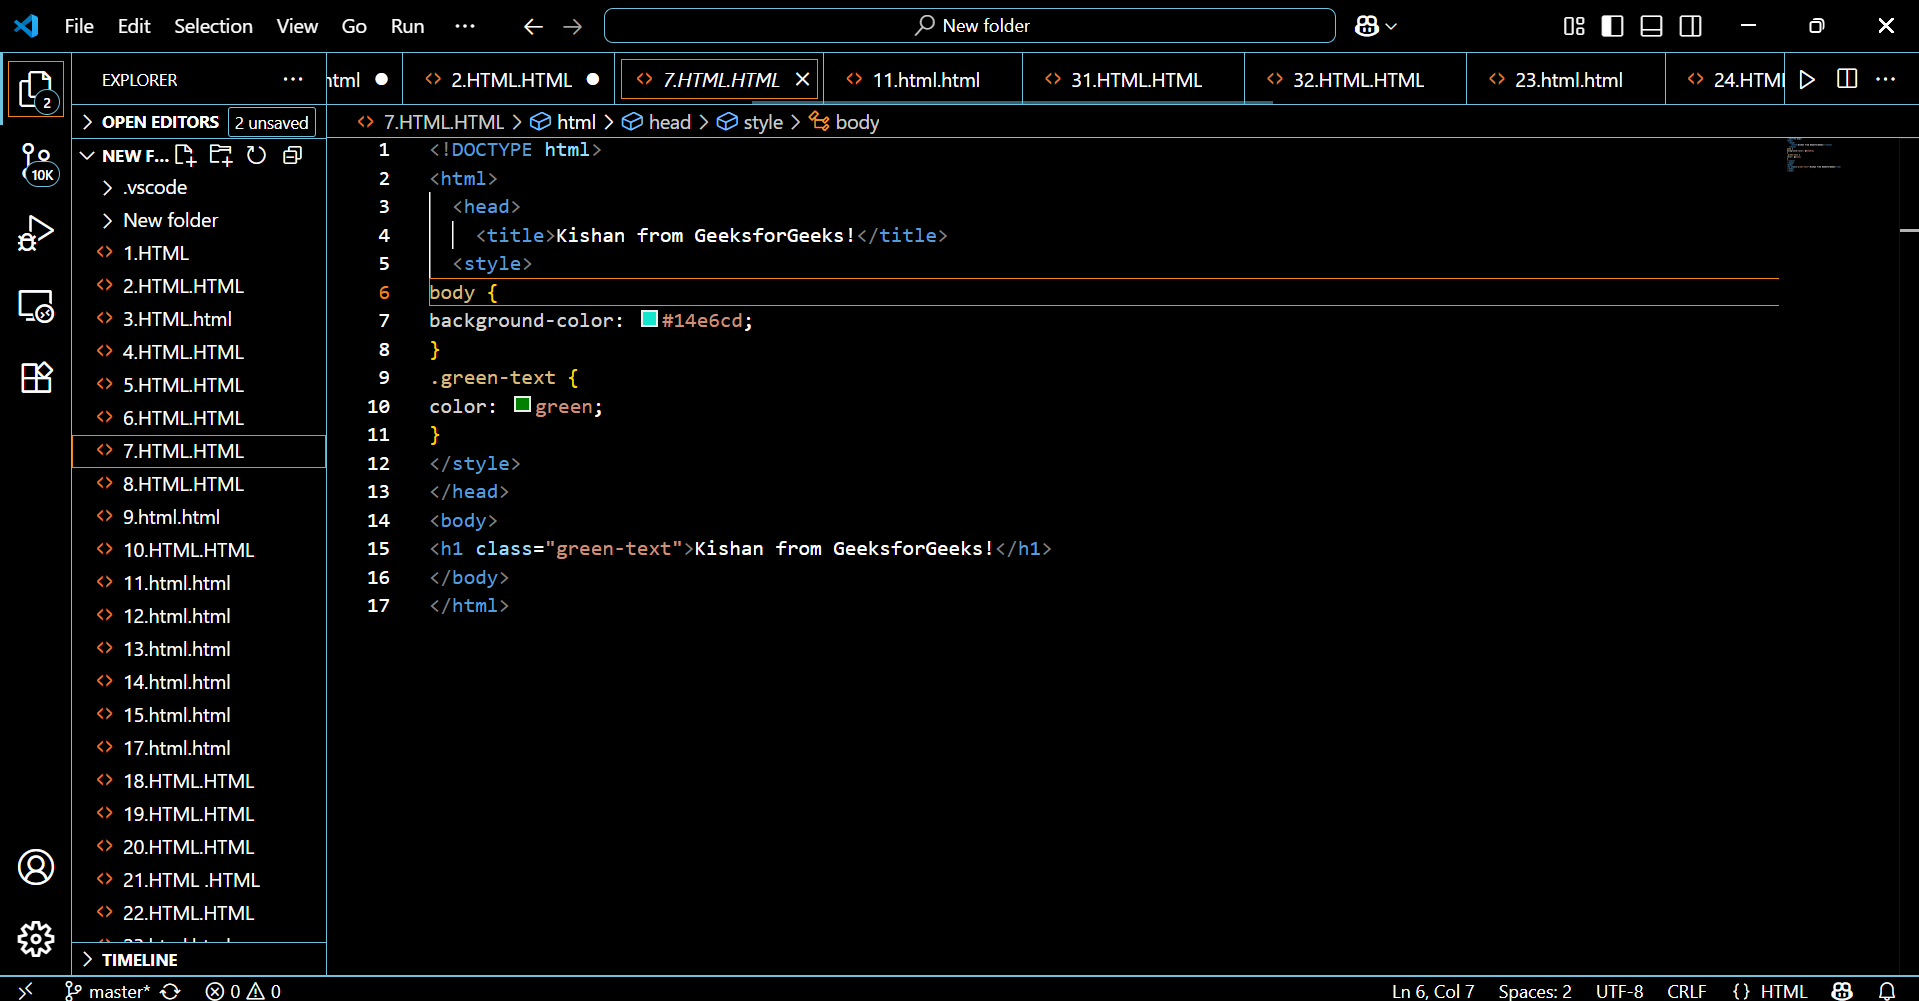 File Edit Selection View Go Run ... New folder
EXPLORER
html 2.HTML.HTML 7.HTML.HTML 11.html.html 31.HTML.HTML 32.HTML.HTML 23.html.html
OPEN EDITORS 2 unsaved
7.HTML.HTML > html > head > style > body
NEW F...
.vscode
New folder
1.HTML
2.HTML.HTML
3.HTML.html
4.HTML.HTML
5.HTML.HTML
6.HTML.HTML
7.HTML.HTML
8.HTML.HTML
9.html.html
10.HTML.HTML
11.html.html
12.html.html
13.html.html
14.html.html
15.html.html
17.html.html
18.HTML.HTML
19.HTML.HTML
20.HTML.HTML
21.HTML .HTML
22.HTML.HTML
TIMELINE
2
10K
1 <!DOCTYPE html>
2 <html>
3 <head>
4 <title>Kishan from GeeksforGeeks!</title>
5 <style>
6 body {
7 background-color: #14e6cd;
8 }
9 .green-text {
10 color: green;
11 }
12 </style>
13 </head>
14 <body>
15 <h1 class="green-text">Kishan from GeeksforGeeks!</h1>
16 </body>
17 </html>
master* 0 0 Ln 6, Col 7 Spaces: 2 UTF-8 CRLF {} HTML